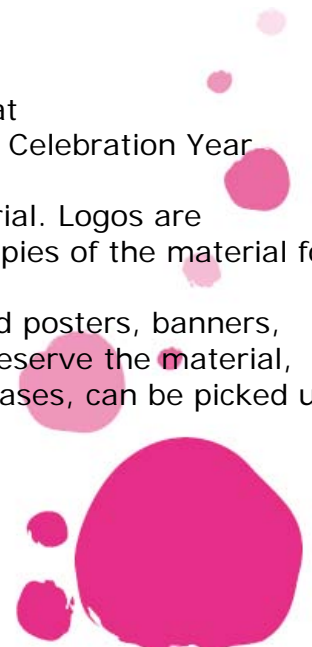 at
Celebration Year
rial. Logos are
pies of the material fo
d posters, banners,
eserve the material,
ases, can be picked u